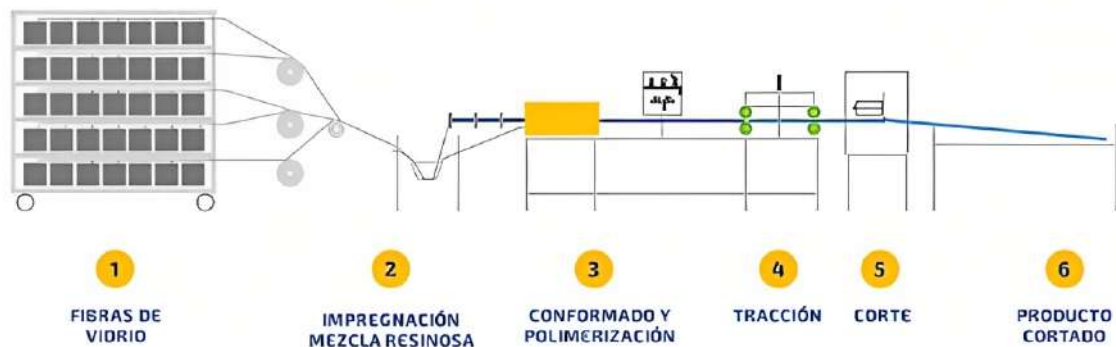 1
FIBRAS DE
VIDRIO
2
IMPREGNACIÓN
MEZCLA RESINOSA
3
CONFORMADO Y
POLIMERIZACIÓN
4
TRACCIÓN
5
CORTE
6
PRODUCTO
CORTADO